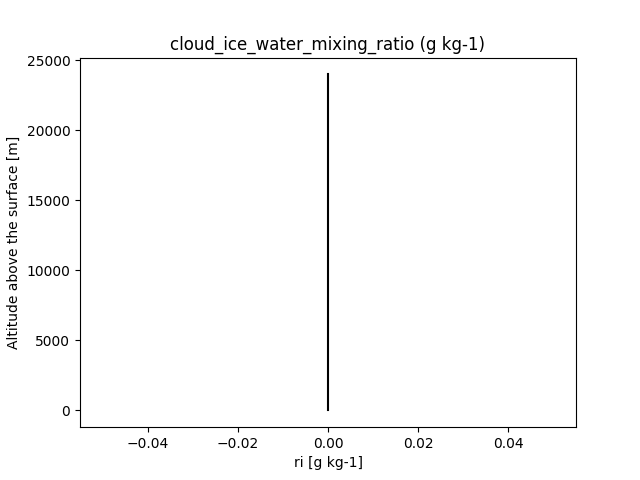 cloud_ice_water_mixing_ratio (g kg-1)
Altitude above the surface [m]
25000
20000
15000
10000
5000
0
−0.04 −0.02 0.00 0.02 0.04
ri [g kg-1]